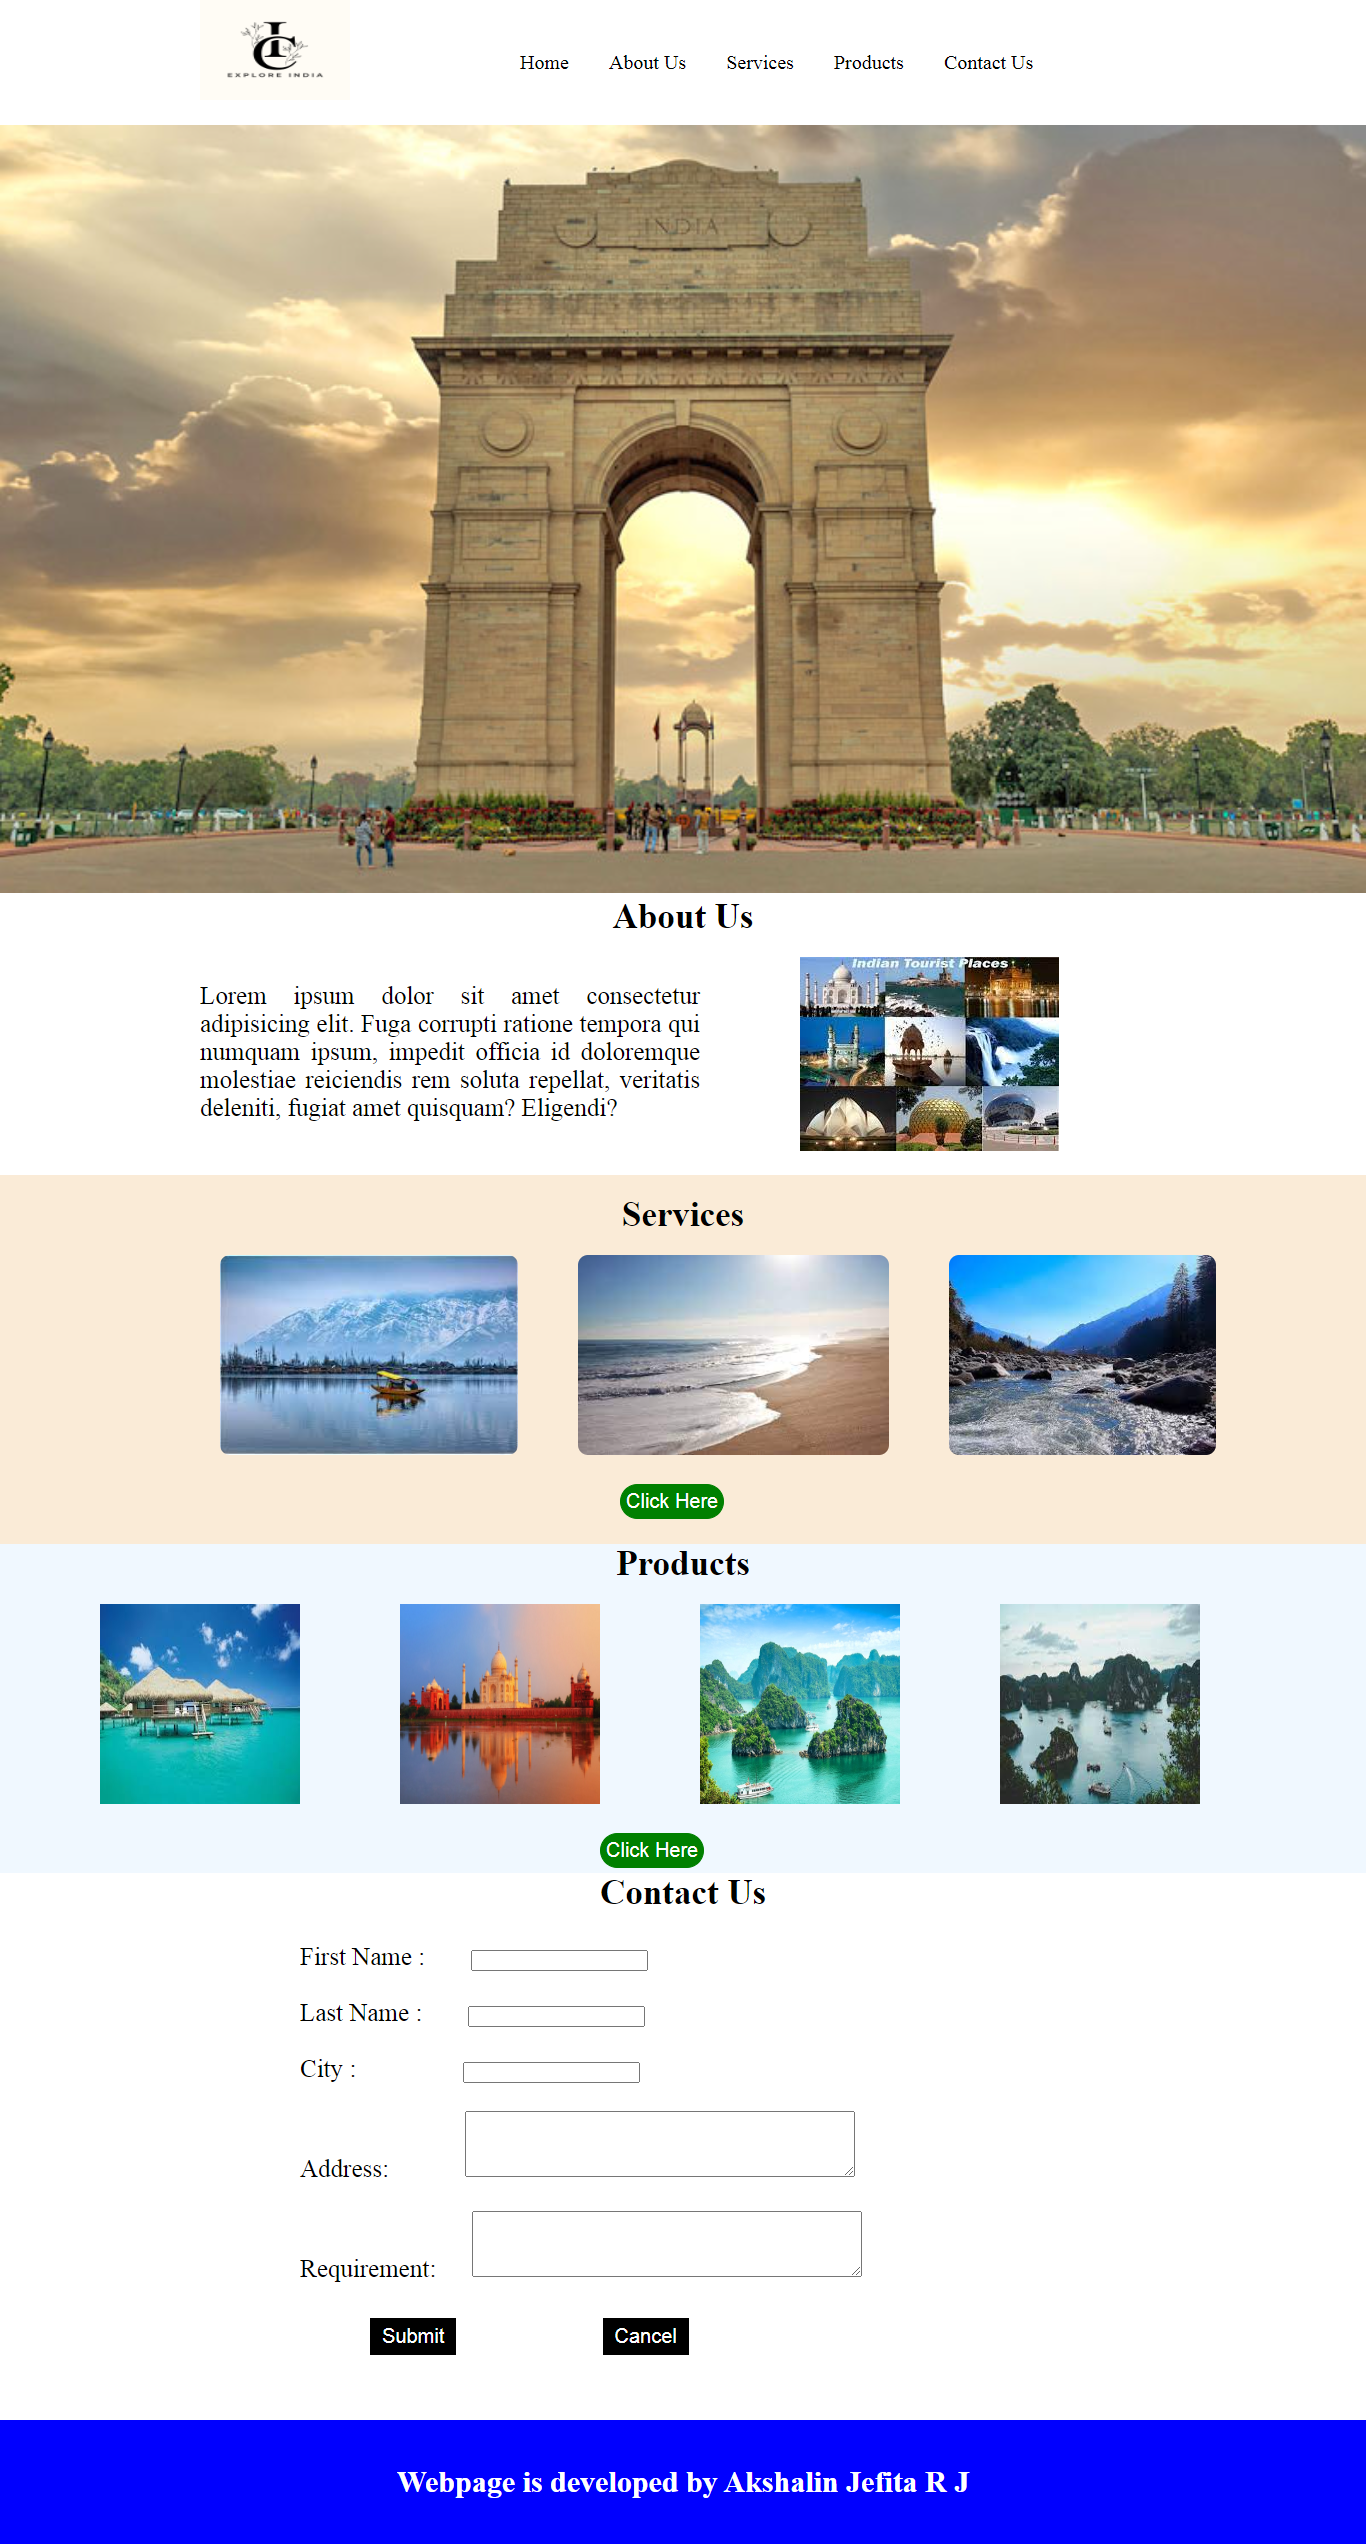 IC
EXPLORE INDIA
Home About Us Services Products Contact Us
INDIA
About Us
Lorem ipsum dolor sit amet consectetur
adipisicing elit. Fuga corrupti ratione tempora qui
numquam ipsum, impedit officia id doloremque
molestiae reiciendis rem soluta repellat, veritatis
deleniti, fugiat amet quisquam? Eligendi?
Indian Tourist Places
Services
Click Here
Products
Click Here
Contact Us
First Name :
Last Name :
City :
Address:
Requirement:
Submit Cancel
Webpage is developed by Akshalin Jefita R J